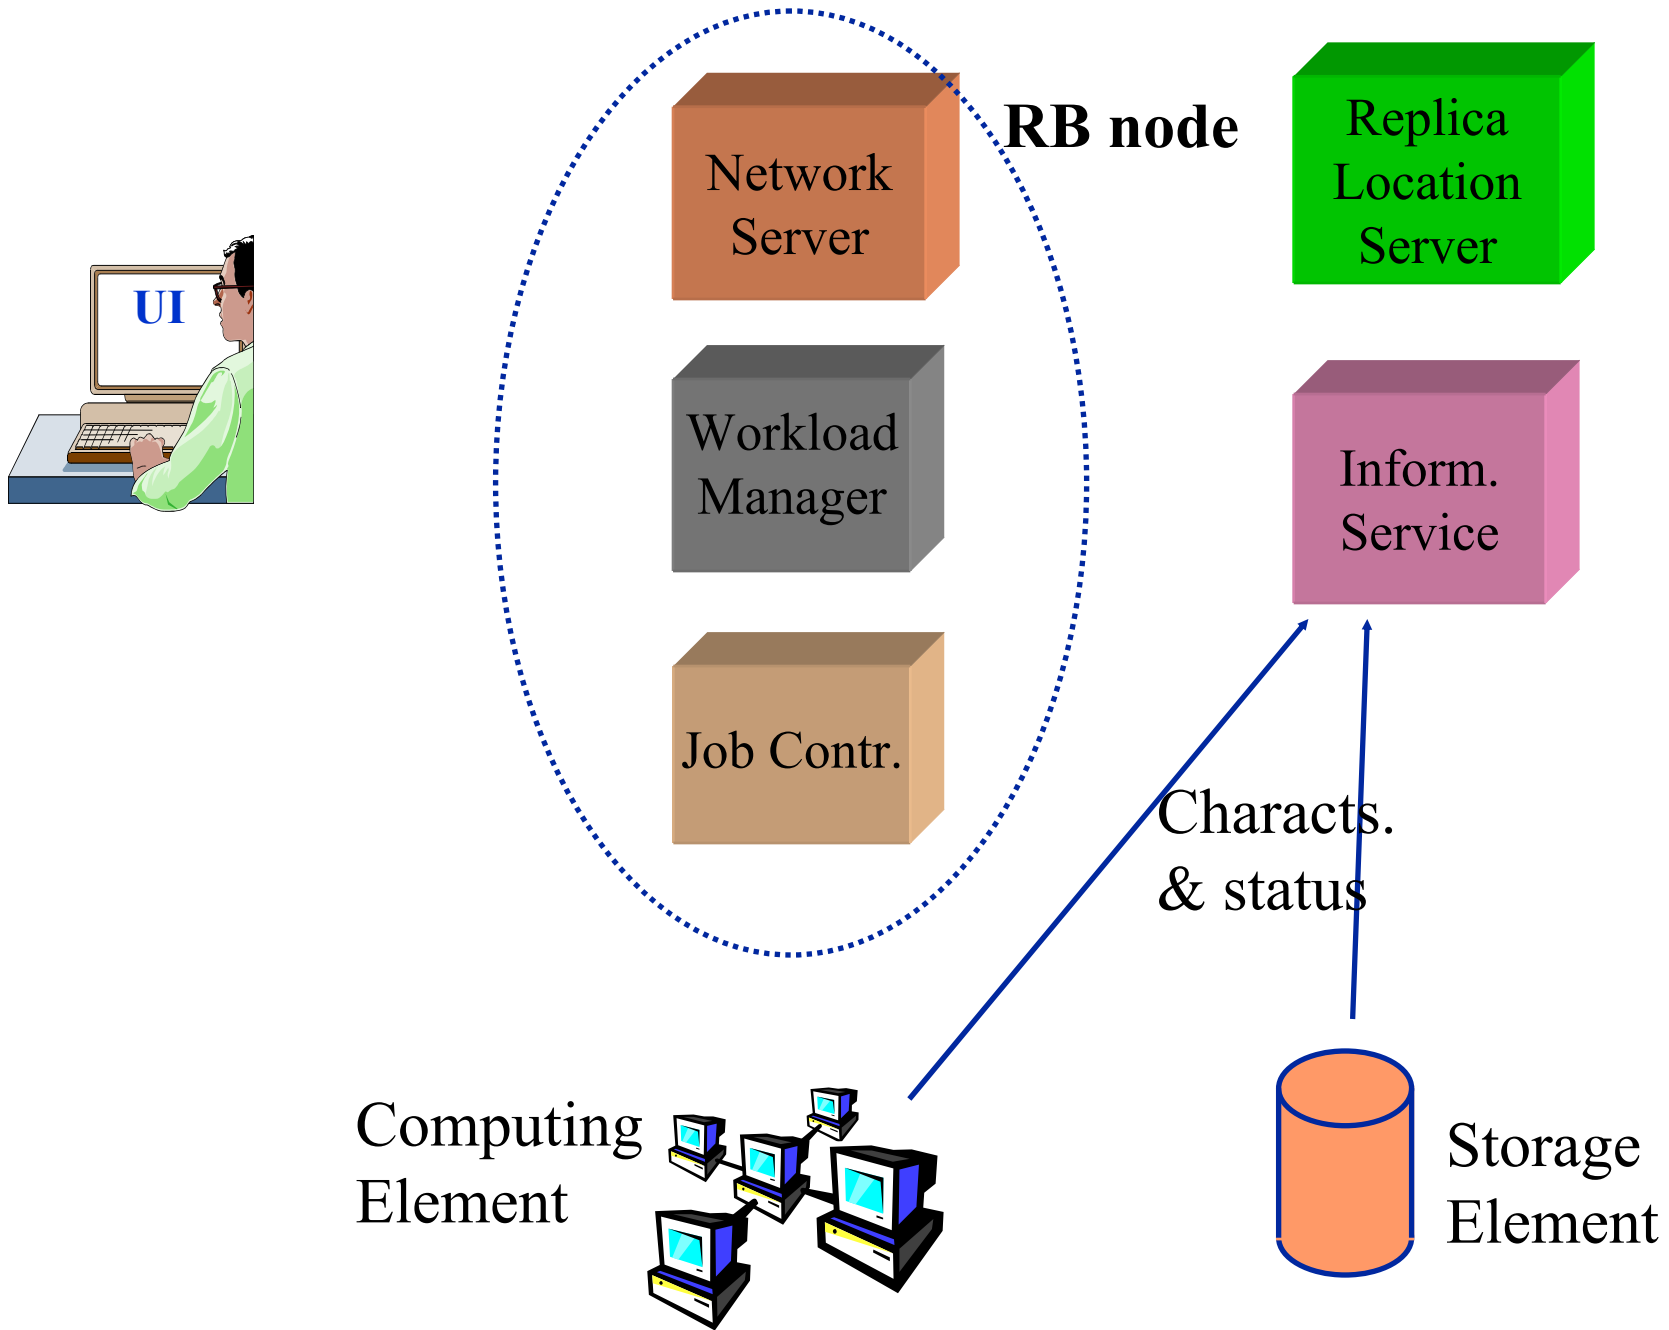 RB node
Network
Server
Replica
Location
Server
UI
Workload
Manager
Inform.
Service
Job Contr.
Characts.
& status
Computing
Element
Storage
Element